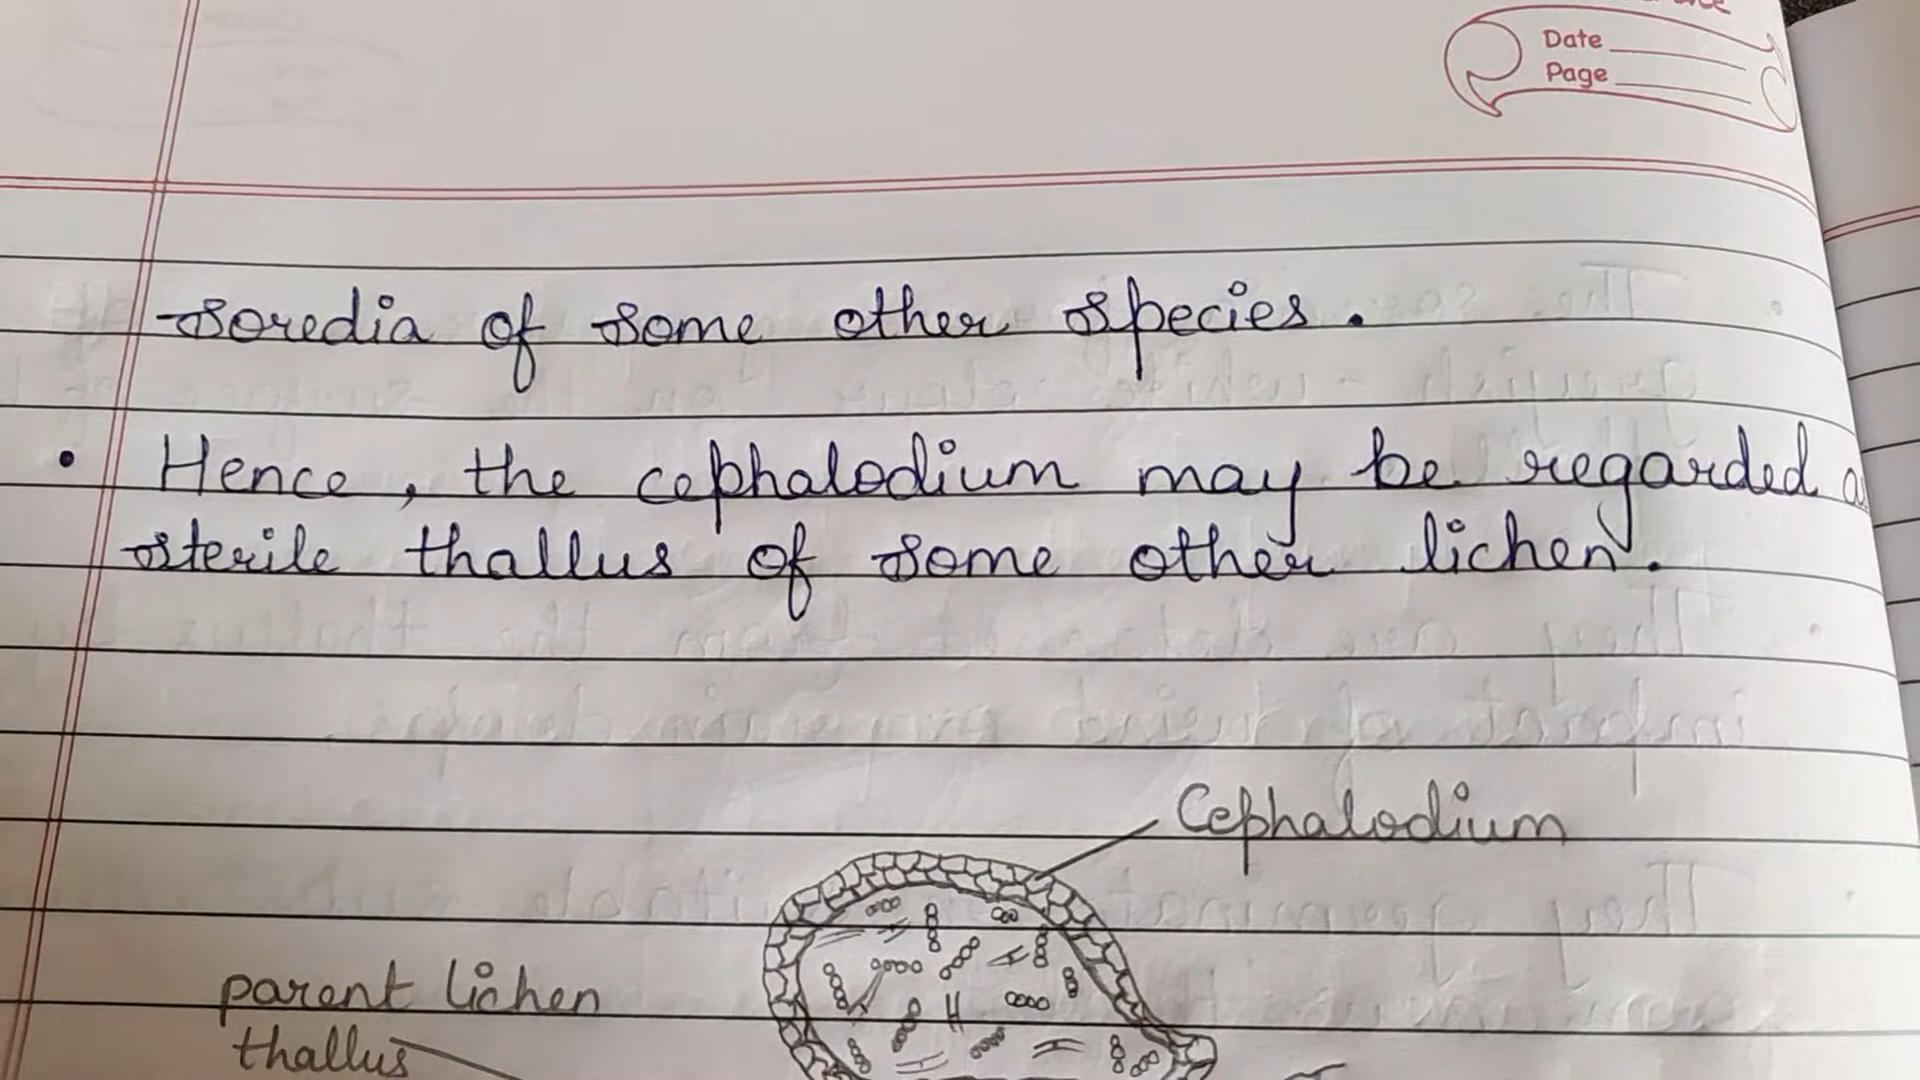 Date
Page
soredia of some other species.
• Hence, the cephalodium may be regarded
sterile thallus of some other lichen.
Cephalodium
parent lichen
thallus